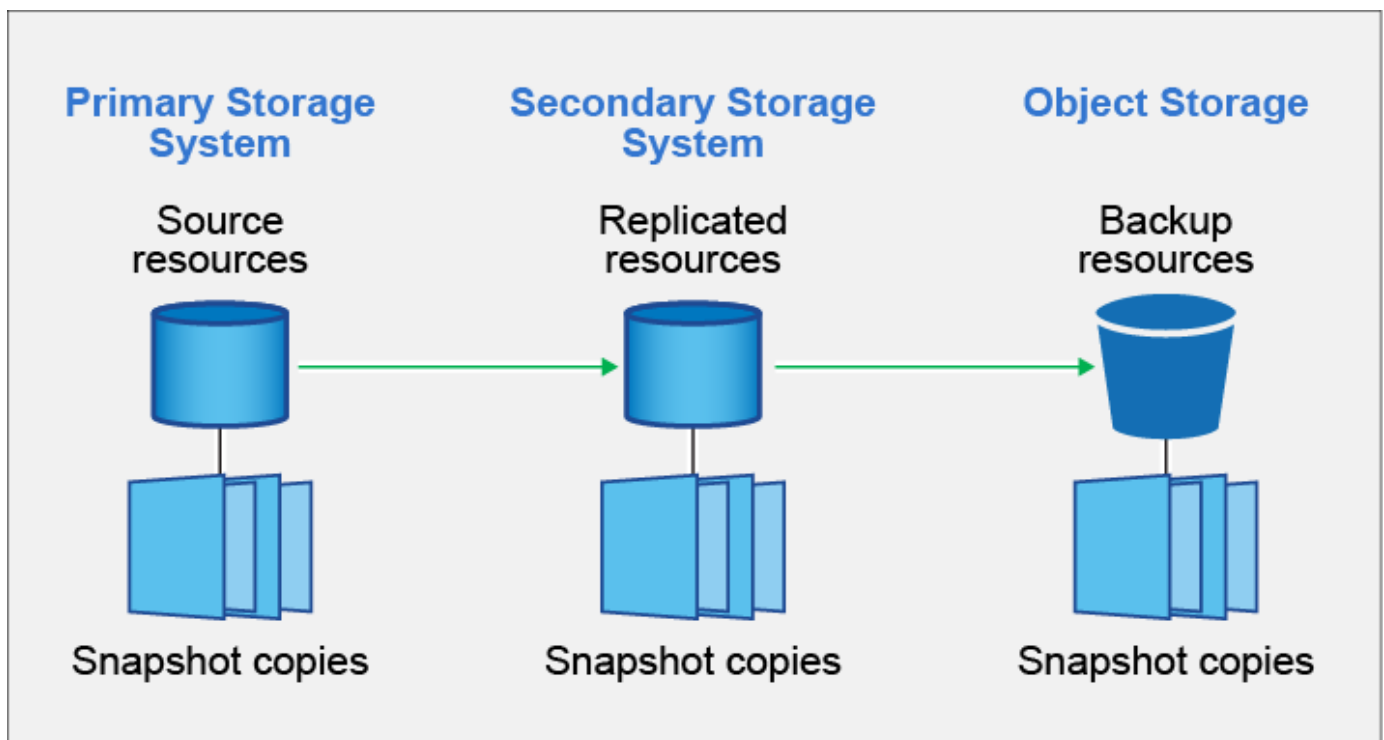 Primary Storage
System
Secondary Storage
System
Object Storage
Source
resources
Replicated
resources
Backup
resources
Snapshot copies
Snapshot copies
Snapshot copies